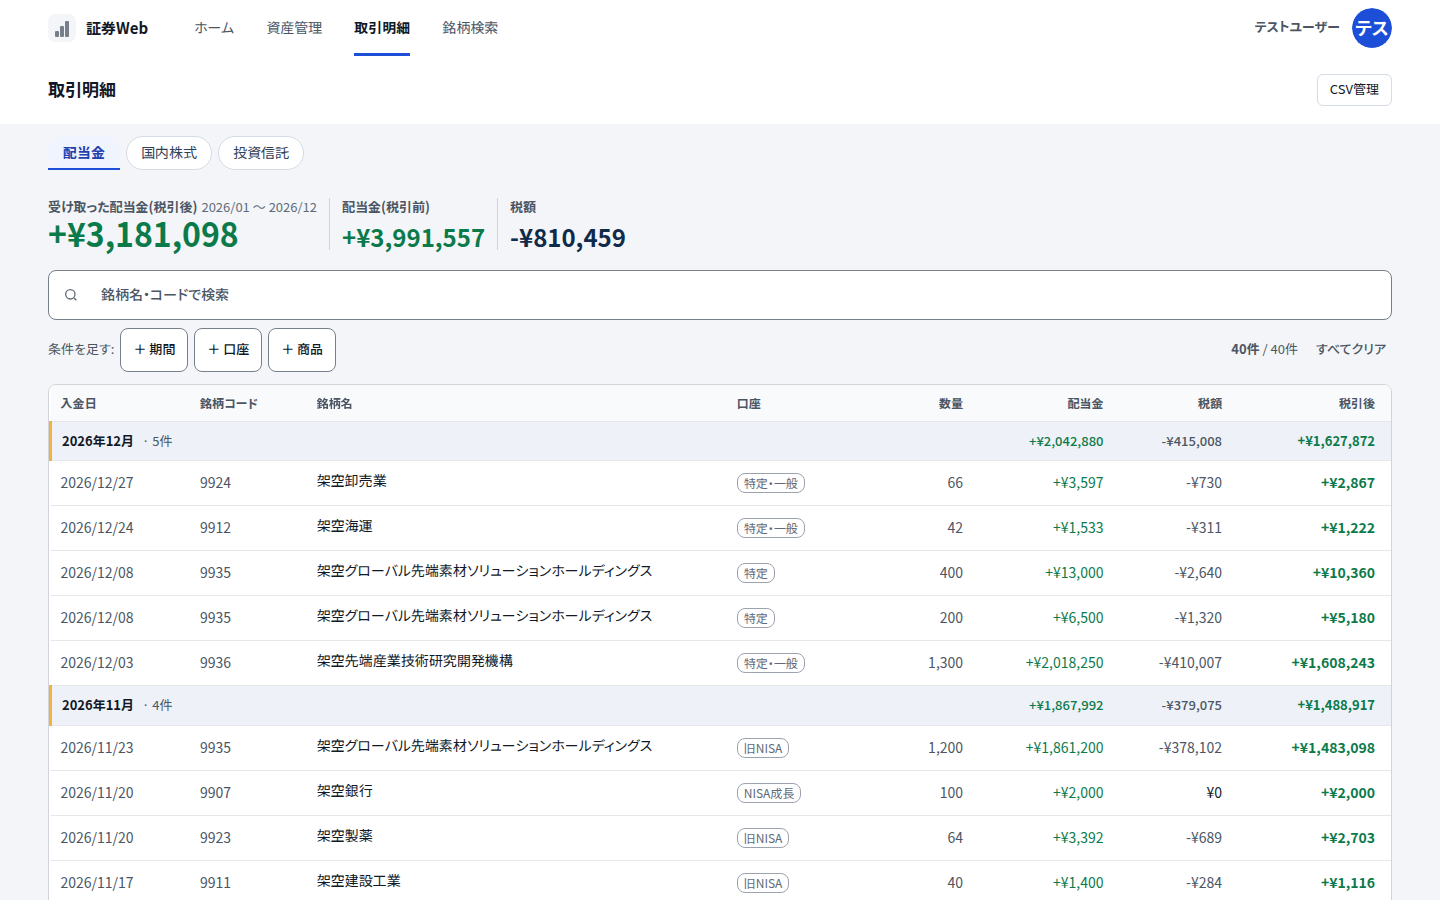 証券Web ホーム 資産管理 取引明細 銘柄検索 テストユーザー テス
取引明細 CSV管理
配当金 国内株式 投資信託
受け取った配当金(税引後) 2026/01 〜 2026/12 配当金(税引前) 税額
+¥3,181,098 +¥3,991,557 -¥810,459
銘柄名・コードで検索
条件を足す: ＋ 期間 ＋ 口座 ＋ 商品 40件 / 40件 すべてクリア
入金日 銘柄コード 銘柄名 口座 数量 配当金 税額 税引後
2026年12月 · 5件 +¥2,042,880 -¥415,008 +¥1,627,872
2026/12/27 9924 架空卸売業 特定・一般 66 +¥3,597 -¥730 +¥2,867
2026/12/24 9912 架空海運 特定・一般 42 +¥1,533 -¥311 +¥1,222
2026/12/08 9935 架空グローバル先端素材ソリューションホールディングス 特定 400 +¥13,000 -¥2,640 +¥10,360
2026/12/08 9935 架空グローバル先端素材ソリューションホールディングス 特定 200 +¥6,500 -¥1,320 +¥5,180
2026/12/03 9936 架空先端産業技術研究開発機構 特定・一般 1,300 +¥2,018,250 -¥410,007 +¥1,608,243
2026年11月 · 4件 +¥1,867,992 -¥379,075 +¥1,488,917
2026/11/23 9935 架空グローバル先端素材ソリューションホールディングス 旧NISA 1,200 +¥1,861,200 -¥378,102 +¥1,483,098
2026/11/20 9907 架空銀行 NISA成長 100 +¥2,000 ¥0 +¥2,000
2026/11/20 9923 架空製薬 旧NISA 64 +¥3,392 -¥689 +¥2,703
2026/11/17 9911 架空建設工業 旧NISA 40 +¥1,400 -¥284 +¥1,116